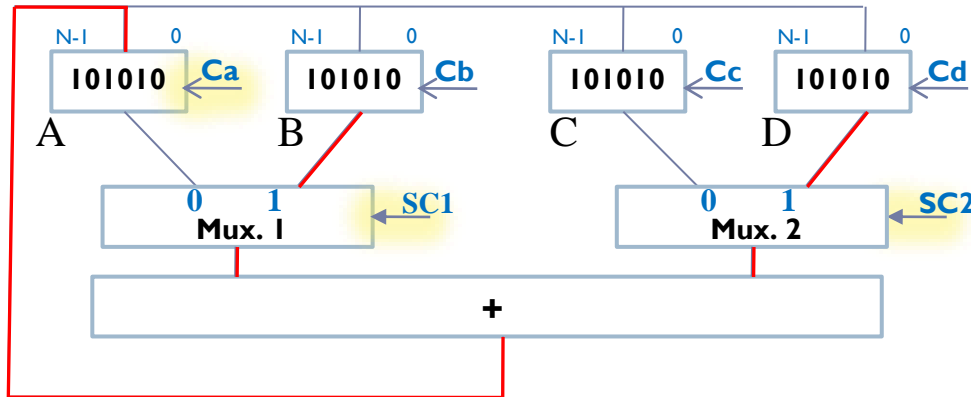 N-1 0 N-1 0 N-1 0 N-1 0
101010 Ca 101010 Cb 101010 Cc 101010 Cd
A B C D
0 1 SC1 0 1 SC2
Mux. 1 Mux. 2
+